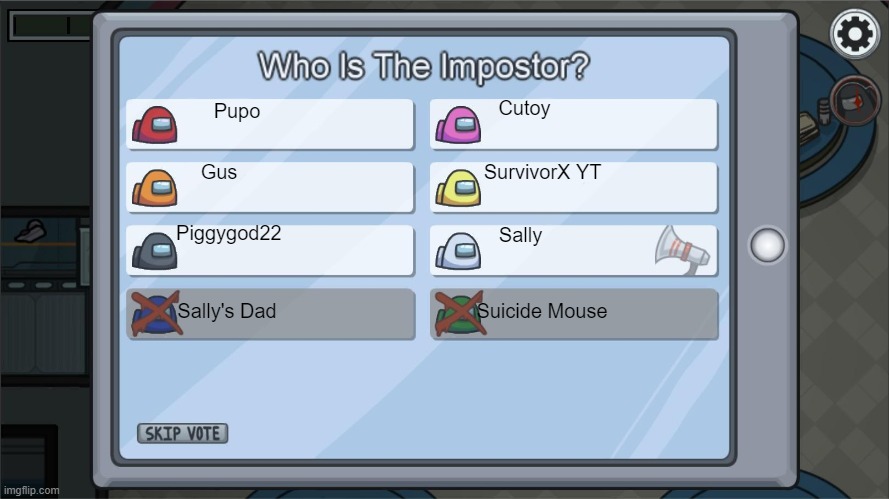 Who Is The Impostor?
Pupo
Cutoy
Gus
SurvivorX YT
Piggygod22
Sally
Sally's Dad
Suicide Mouse
SKIP VOTE
imgflip.com